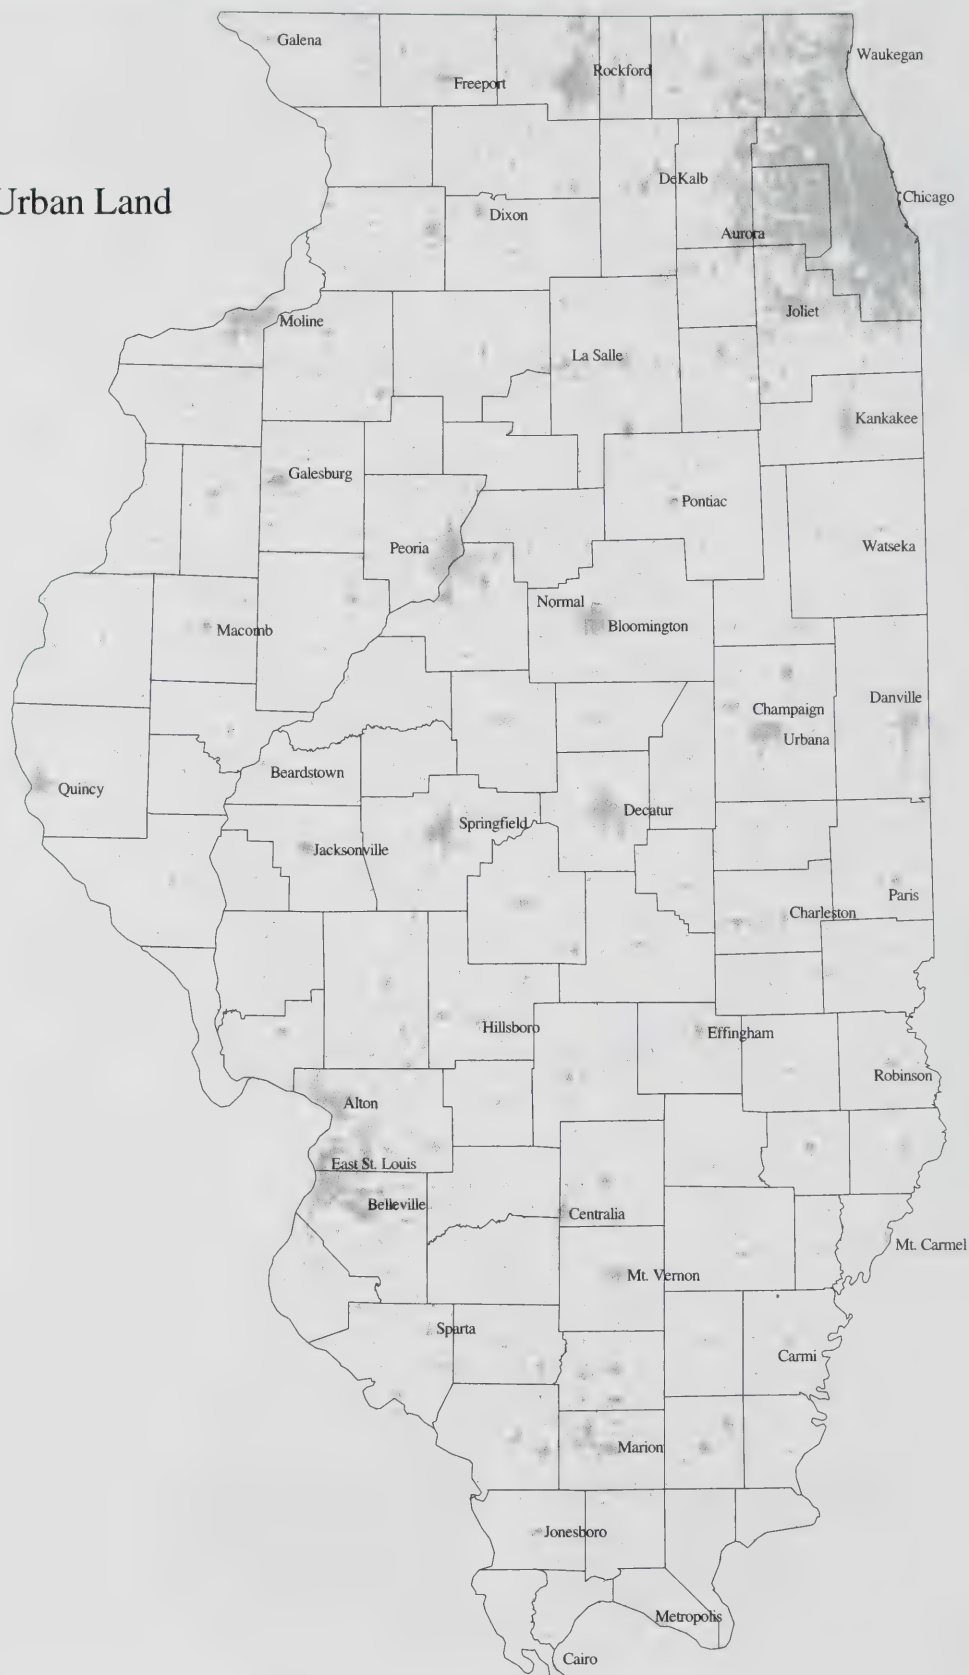 Galena
Waukegan
Rockford
Freeport
DeKalb
Urban Land
Chicago
Dixon
Aurora
Joliet
Moline
La Salle
Kankakee
Galesburg
Pontiac
Peoria
Watseka
Normal
Bloomington
Macomb
Danville
Champaign
Urbana
Beardstown
Quincy
Decatur
Springfield
Jacksonville
Paris
Charleston
Hillsboro
Effingham
Robinson
Alton
East St. Louis
Belleville
Centralia
Mt. Carmel
Mt. Vernon
Sparta
Carmi
Marion
Jonesboro
Metropolis
Cairo